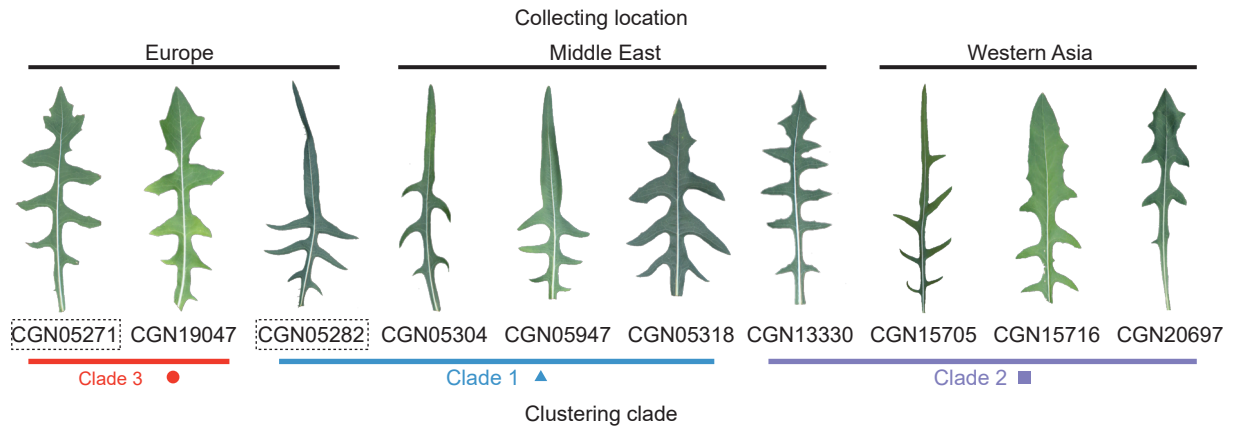 Collecting location
Europe Middle East Western Asia
CGN05271 CGN19047 CGN05282 CGN05304 CGN05947 CGN05318 CGN13330 CGN15705 CGN15716 CGN20697
Clade 3 Clade 1 Clade 2
Clustering clade